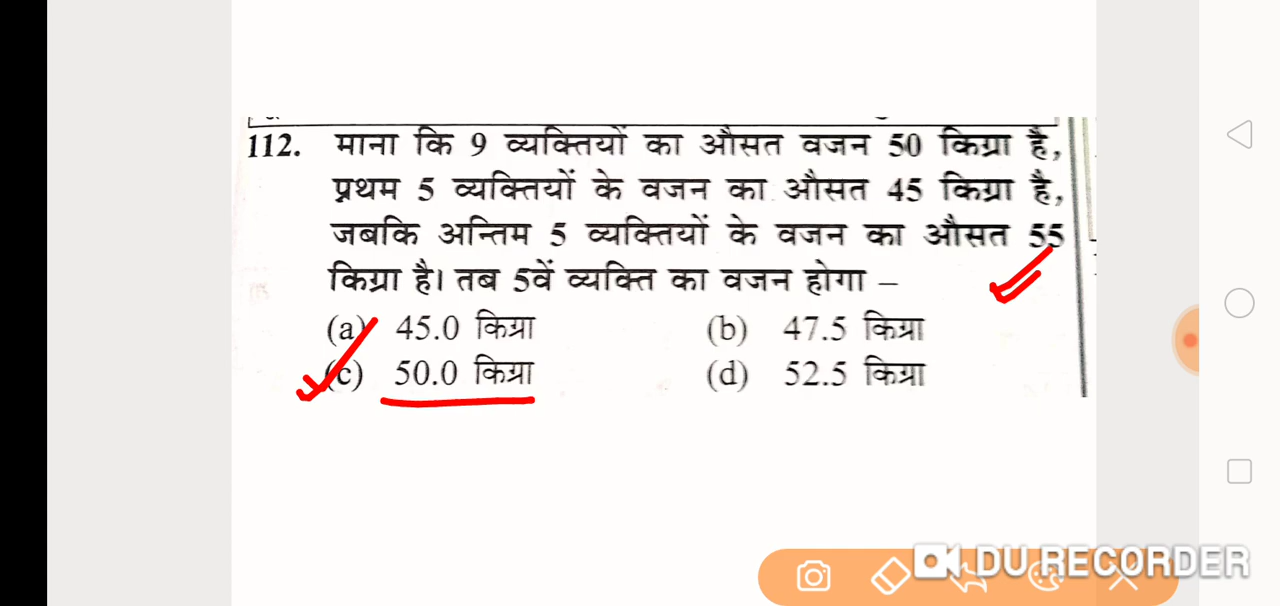 112. माना कि 9 व्यक्तियों का औसत वजन 50 किग्रा है,
प्रथम 5 व्यक्तियों के वजन का औसत 45 किग्रा है,
जबकि अन्तिम 5 व्यक्तियों के वजन का औसत 55
किग्रा है। तब 5वें व्यक्ति का वजन होगा –
(a) 45.0 किग्रा (b) 47.5 किग्रा
(c) 50.0 किग्रा (d) 52.5 किग्रा
DU RECORDER